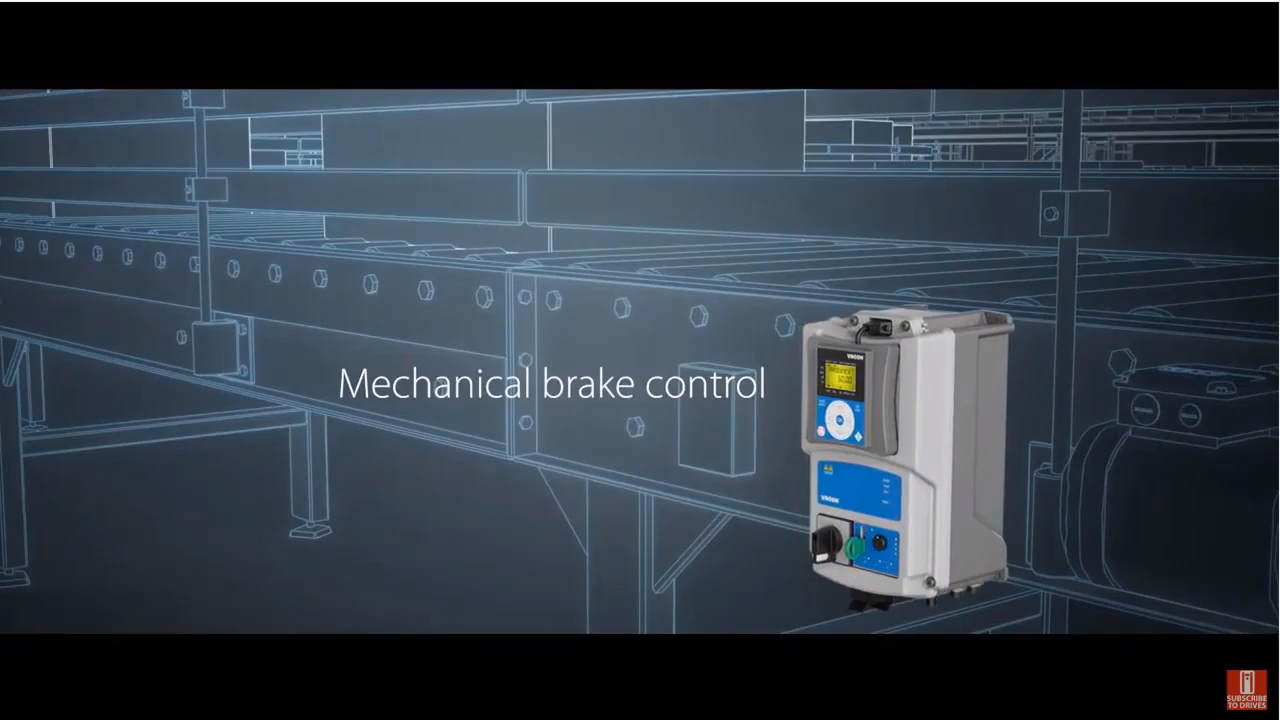 VACON
Mechanical brake control
VACON
SUBSCRIBE
TO DRIVES